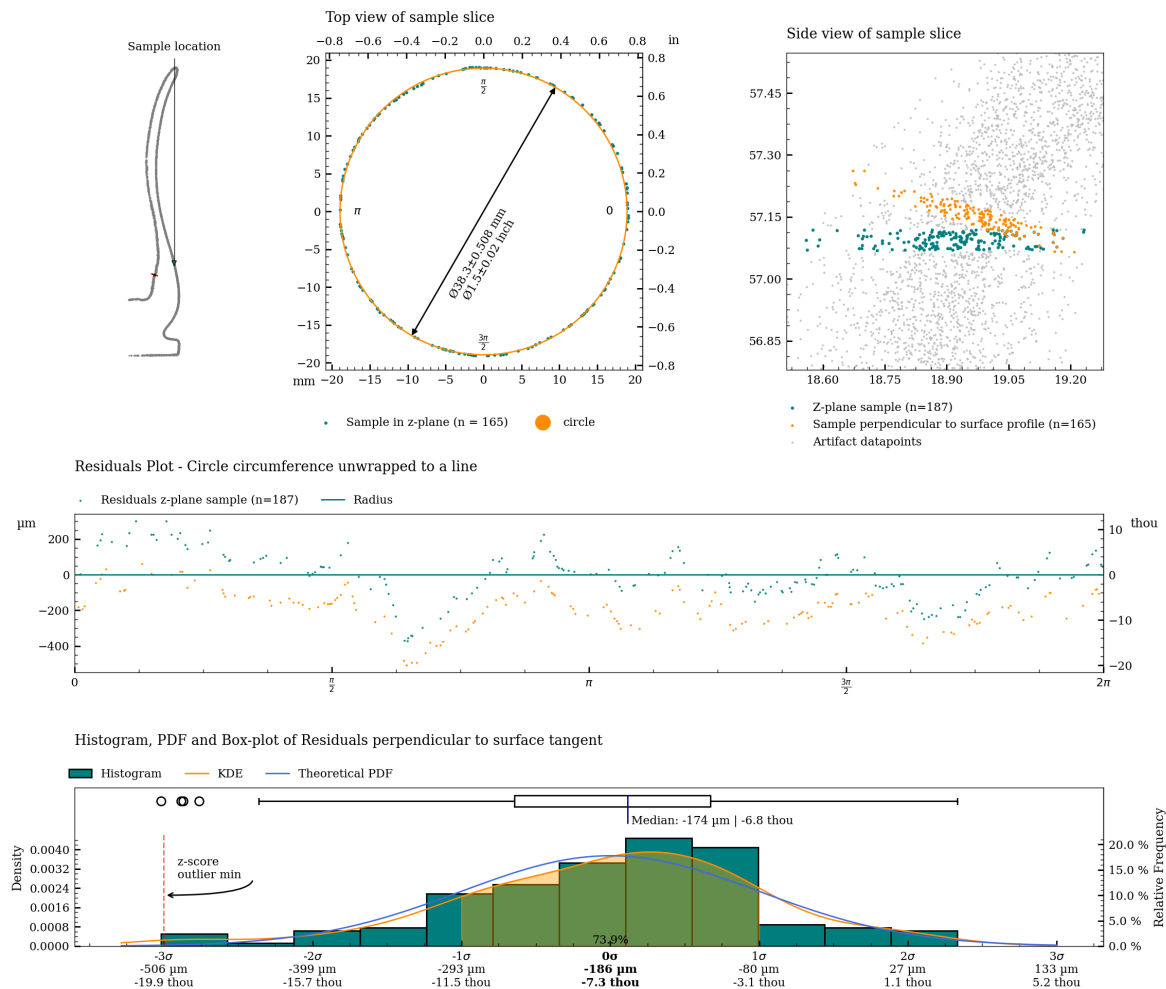 Top view of sample slice
Sample location
−0.8 −0.6 −0.4 −0.2 0.0 0.2 0.4 0.6 0.8 in
Side view of sample slice
20
15
10
5
0
−5
−10
−15
−20
π/2
π
0
3π/2
Ø38.3±0.508 mm
Ø1.5±0.02 inch
0.8
0.6
0.4
0.2
0.0
−0.2
−0.4
−0.6
−0.8
mm −20 −15 −10 −5 0 5 10 15 20
Sample in z-plane (n = 165)
circle
57.45
57.30
57.15
57.00
56.85
18.60 18.75 18.90 19.05 19.20
Z-plane sample (n=187)
Sample perpendicular to surface profile (n=165)
Artifact datapoints
Residuals Plot - Circle circumference unwrapped to a line
Residuals z-plane sample (n=187)
Radius
µm
200
0
−200
−400
10
0
−10
−20
thou
0 π/2 π 3π/2 2π
Histogram, PDF and Box-plot of Residuals perpendicular to surface tangent
Histogram
KDE
Theoretical PDF
Median: -174 µm | -6.8 thou
z-score
outlier min
Density
0.0040
0.0032
0.0024
0.0016
0.0008
0.0000
73.9%
20.0 %
15.0 %
10.0 %
5.0 %
0.0 %
Relative Frequency
-3σ -2σ -1σ 0σ 1σ 2σ 3σ
-506 µm -399 µm -293 µm -186 µm -80 µm 27 µm 133 µm
-19.9 thou -15.7 thou -11.5 thou -7.3 thou -3.1 thou 1.1 thou 5.2 thou